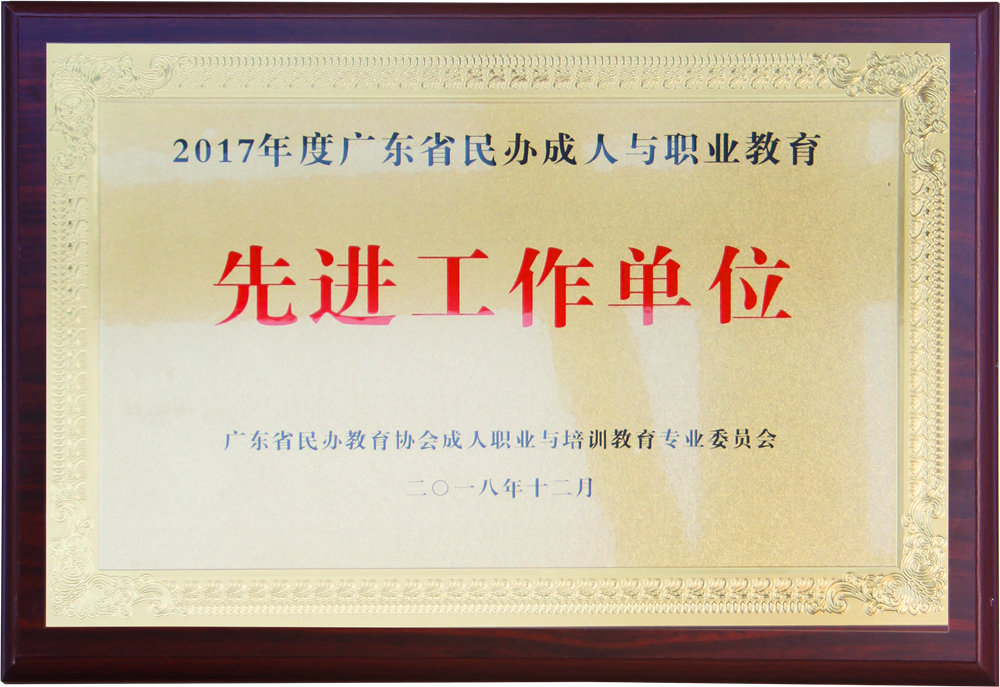 2017年度广东省民办成人与职业教育
先进工作单位
广东省民办教育协会成人职业与培训教育专业委员会
二〇一八年十二月